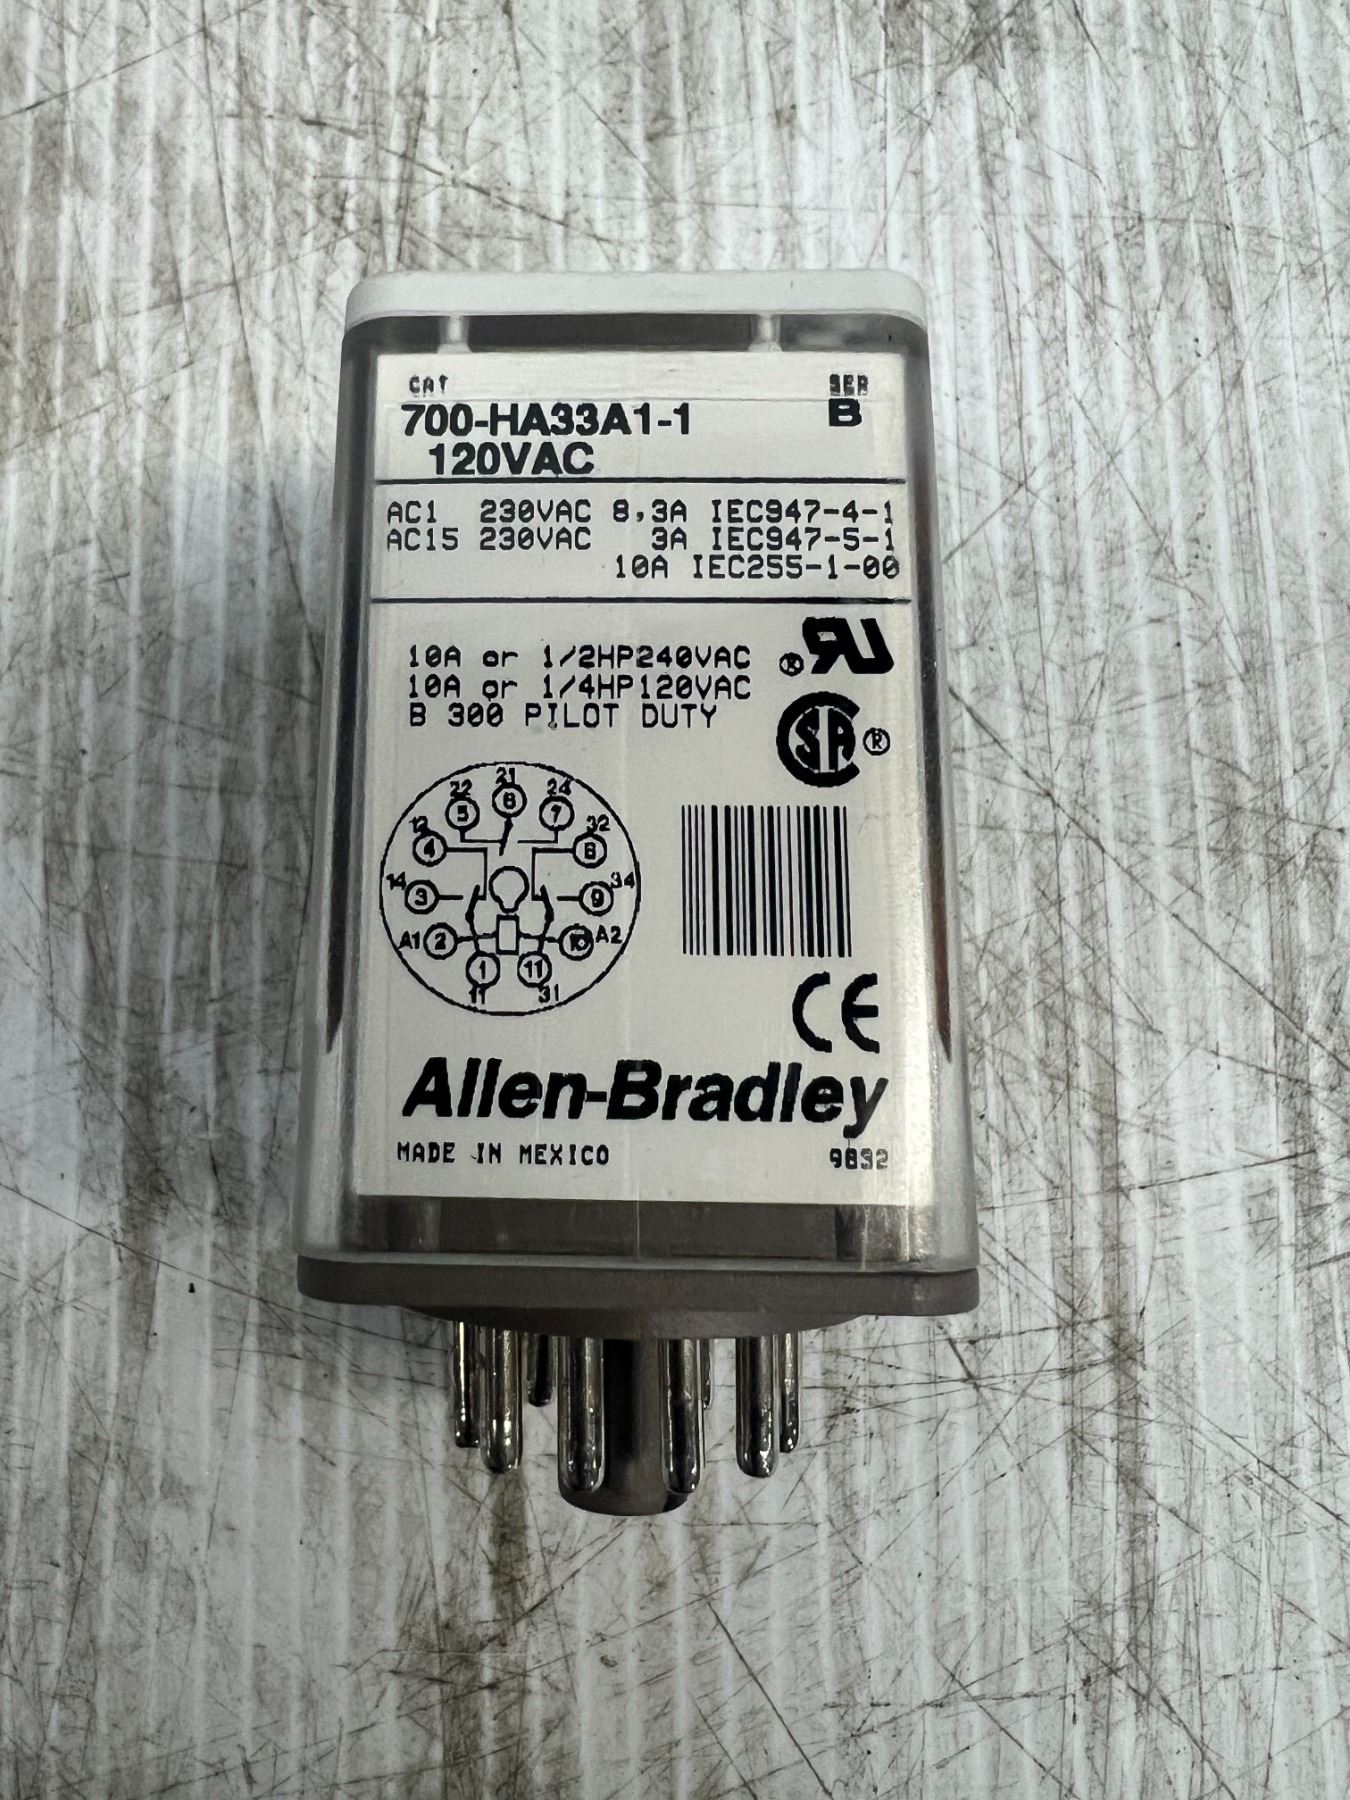 CAT SER
700-HA33A1-1 B
120VAC
AC1 230VAC 8,3A IEC947-4-1
AC15 230VAC 3A IEC947-5-1
10A IEC255-1-00
10A or 1/2HP240VAC
10A or 1/4HP120VAC
B 300 PILOT DUTY
® RU
SA ®
21
22 24
6
5 7
12 32
4 8
14 34
3 9
A1 2 10 A2
1 11
11 31
CE
Allen-Bradley
MADE IN MEXICO